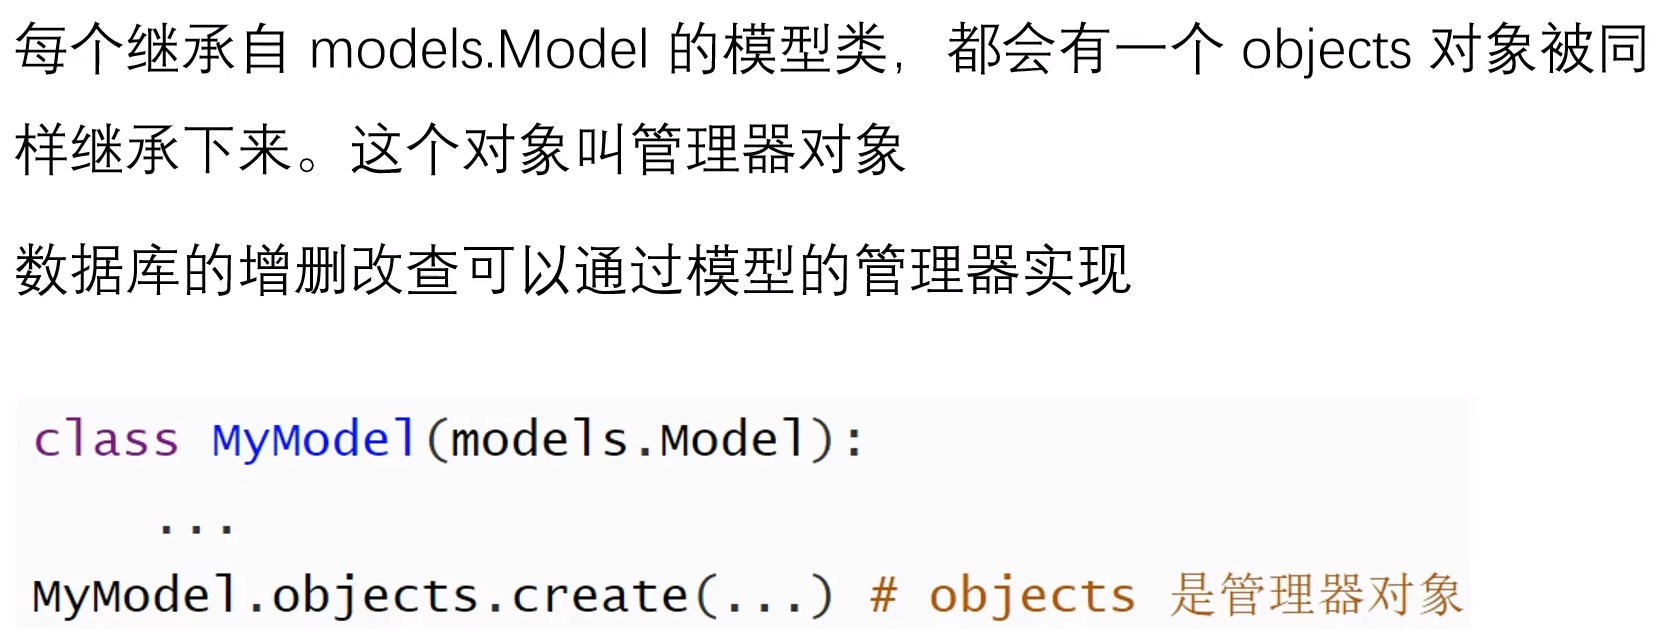 每个继承自 models.Model 的模型类，都会有一个 objects 对象被同
样继承下来。这个对象叫管理器对象
数据库的增删改查可以通过模型的管理器实现
class MyModel(models.Model):
    ...
MyModel.objects.create(...) # objects 是管理器对象